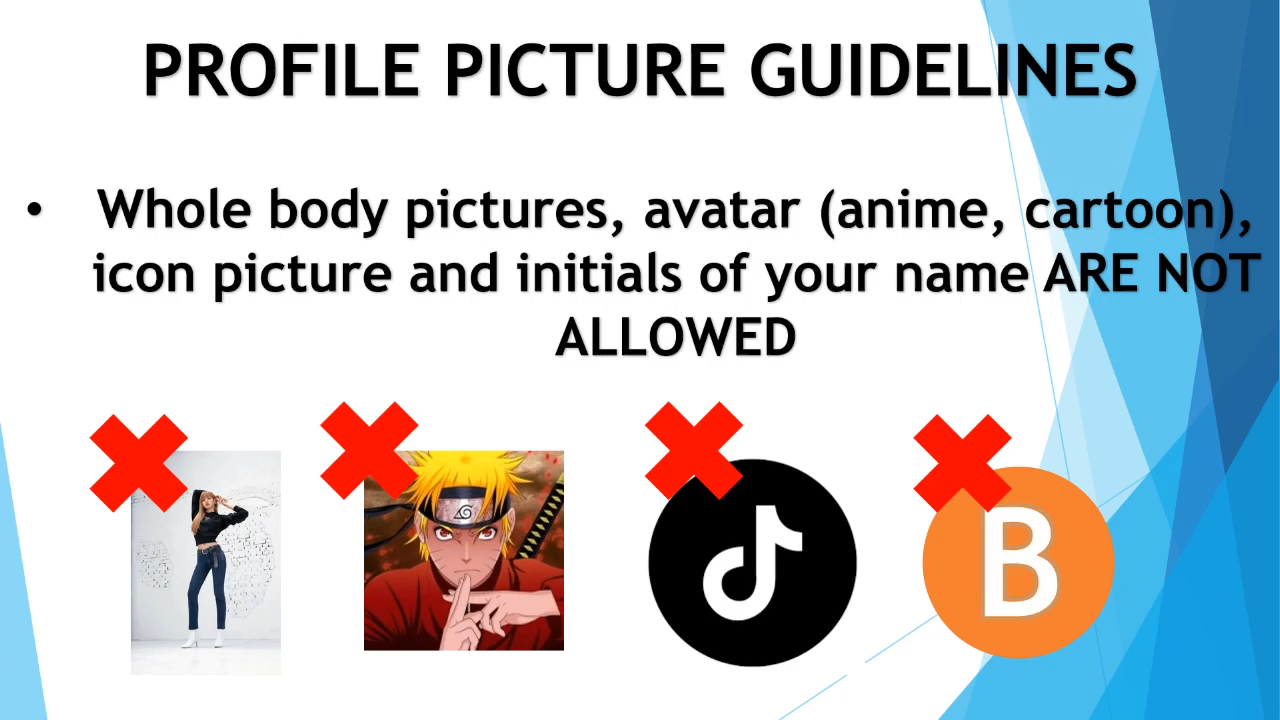 PROFILE PICTURE GUIDELINES
• Whole body pictures, avatar (anime, cartoon),
icon picture and initials of your name ARE NOT
ALLOWED
B